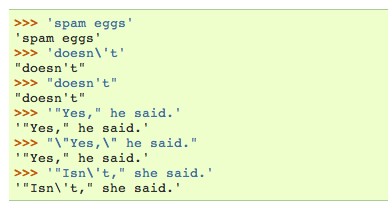 >>> 'spam eggs'
'spam eggs'
>>> 'doesn\'t'
"doesn't"
>>> "doesn't"
"doesn't"
>>> '"Yes," he said.'
'"Yes," he said.'
>>> "\"Yes,\" he said."
'"Yes," he said.'
>>> '"Isn\'t," she said.'
'"Isn\'t," she said.'